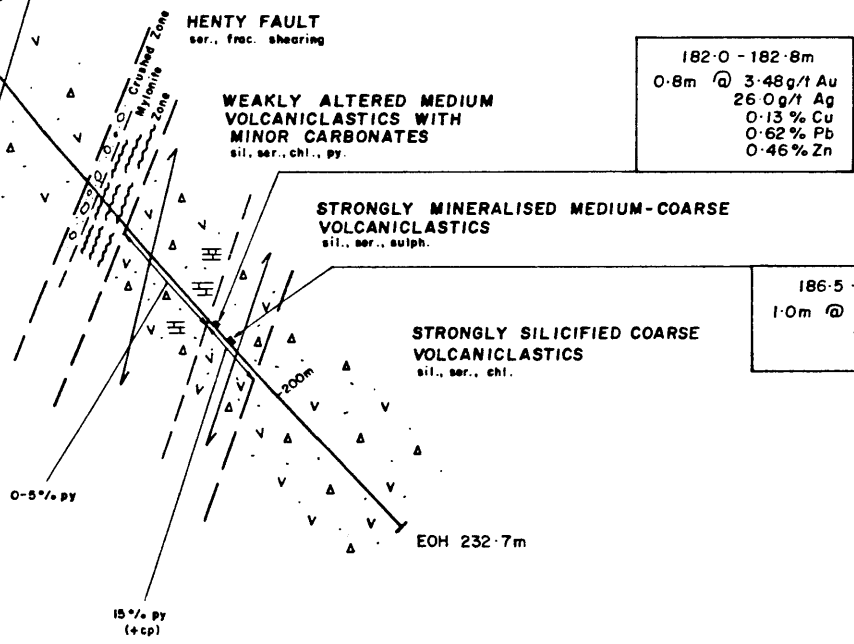 HENTY FAULT
ser., frac. shearing
Crushed Zone
Mylonite Zone
WEAKLY ALTERED MEDIUM
VOLCANICLASTICS WITH
MINOR CARBONATES
sil., ser., chl., py.
182·0 - 182·8m
0·8m @ 3·48 g/t Au
26·0 g/t Ag
0·13 % Cu
0·62 % Pb
0·46 % Zn
STRONGLY MINERALISED MEDIUM-COARSE
VOLCANICLASTICS
sil., ser., sulph.
186·5 -
1·0m @
STRONGLY SILICIFIED COARSE
VOLCANICLASTICS
sil., ser., chl.
200m
0-5% py
EOH 232·7m
15% py
(+cp)